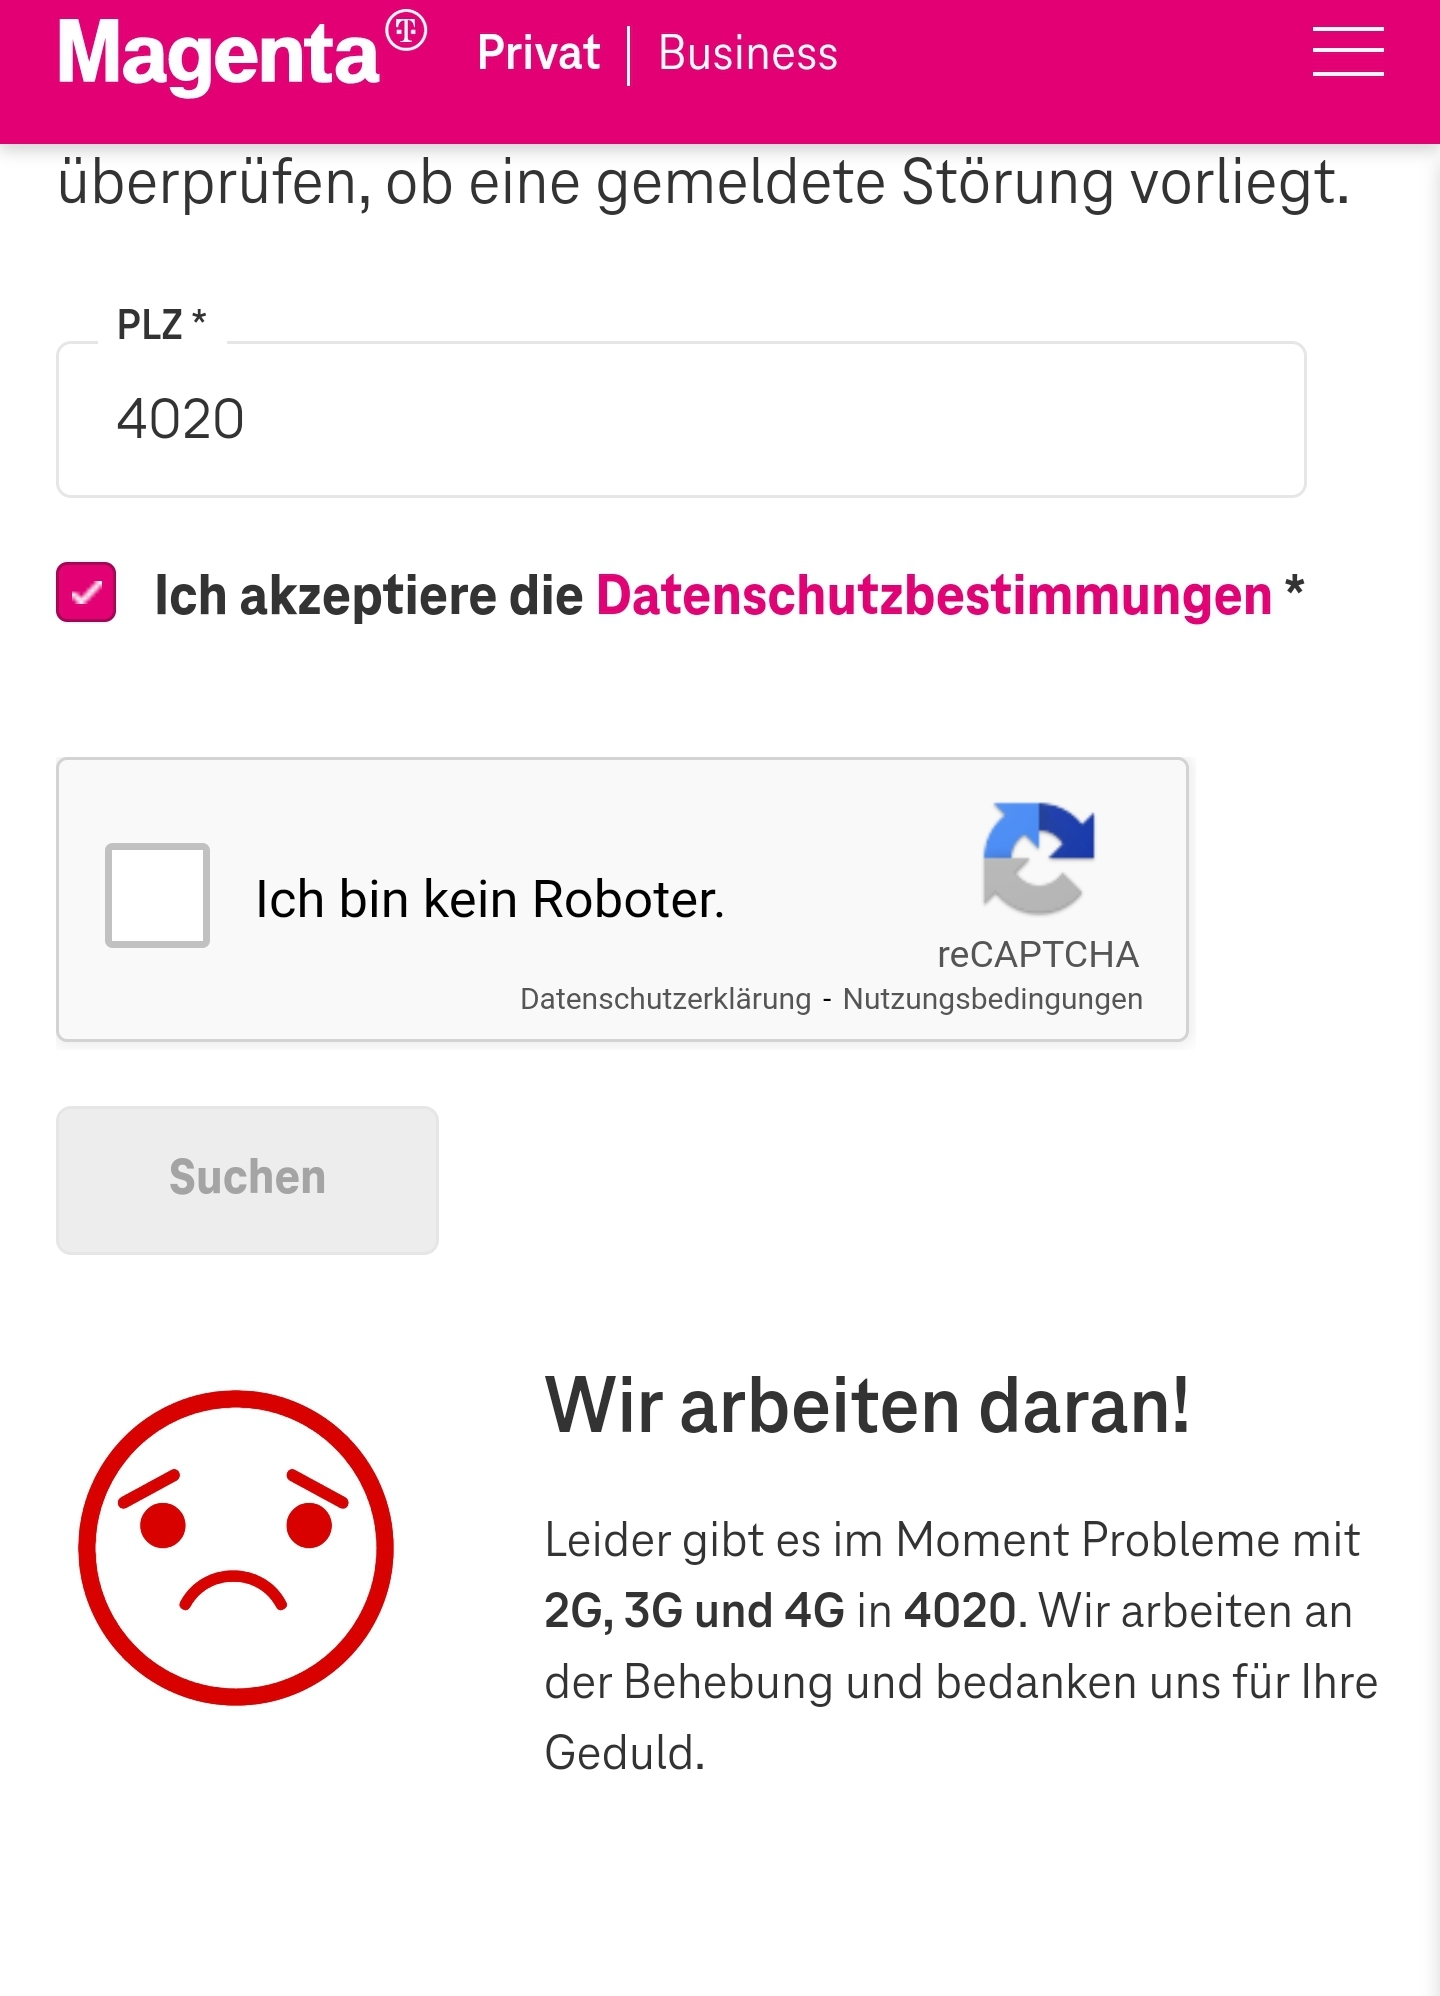 Magenta T Privat | Business
überprüfen, ob eine gemeldete Störung vorliegt.
PLZ *
4020
Ich akzeptiere die Datenschutzbestimmungen *
Ich bin kein Roboter.
reCAPTCHA
Datenschutzerklärung - Nutzungsbedingungen
Suchen
Wir arbeiten daran!
Leider gibt es im Moment Probleme mit
2G, 3G und 4G in 4020. Wir arbeiten an
der Behebung und bedanken uns für Ihre
Geduld.